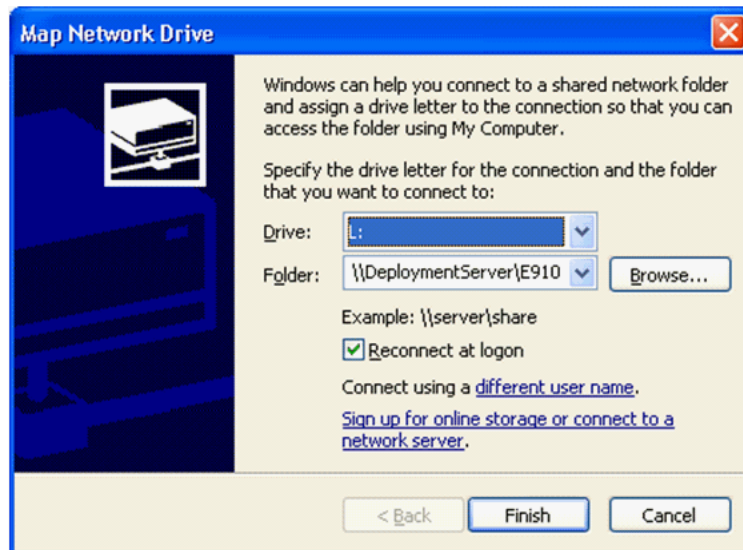 Map Network Drive
Windows can help you connect to a shared network folder
and assign a drive letter to the connection so that you can
access the folder using My Computer.
Specify the drive letter for the connection and the folder
that you want to connect to:
Drive: L:
Folder: \\DeploymentServer\E910 Browse...
Example: \\server\share
Reconnect at logon
Connect using a different user name.
Sign up for online storage or connect to a
network server.
< Back Finish Cancel